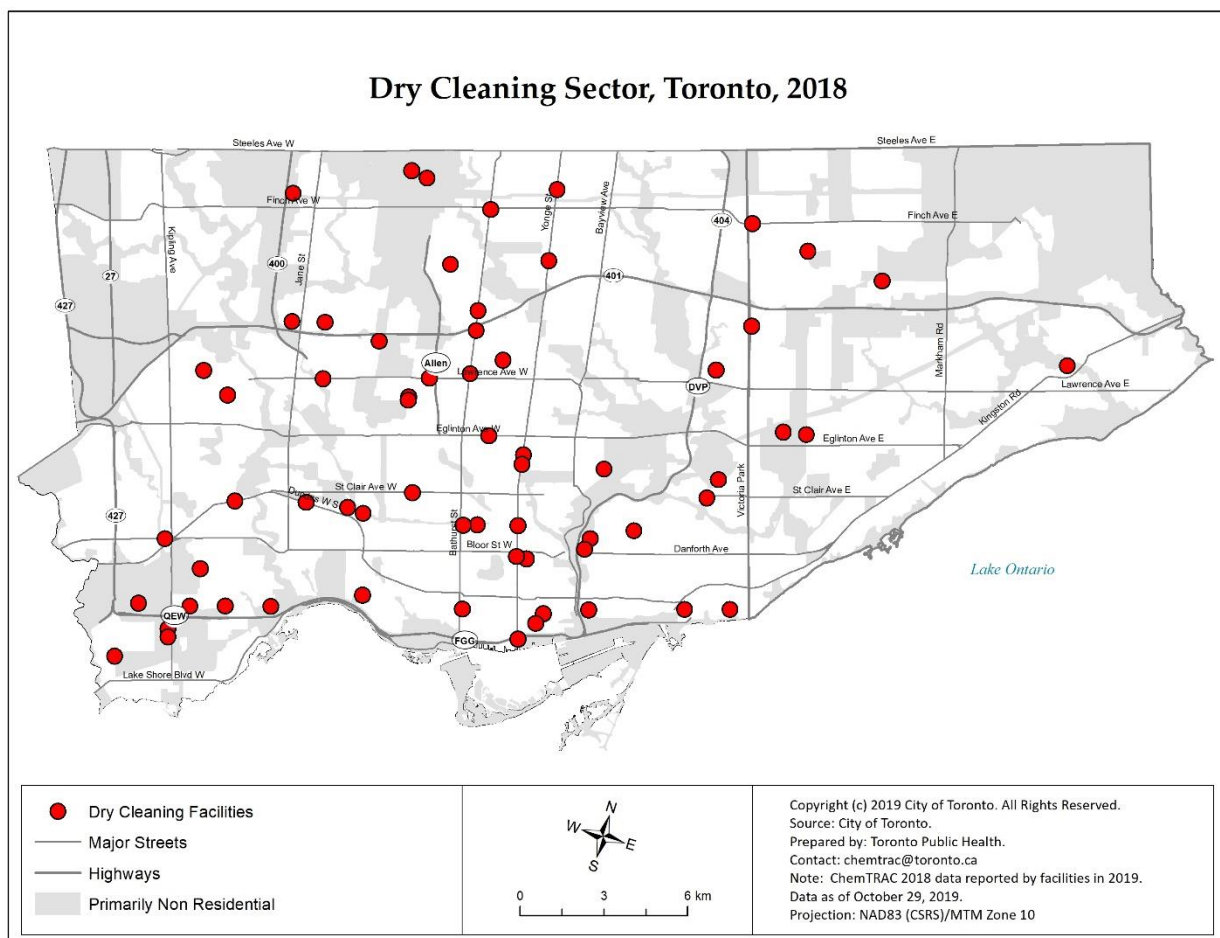 Dry Cleaning Sector, Toronto, 2018
Steeles Ave W
Steeles Ave E
Finch Ave W
Finch Ave E
Kipling Ave
Yonge St
Bayview Ave
Jane St
404
400
401
27
427
Markham Rd
Allen
Lawrence Ave W
DVP
Kingston Rd
Lawrence Ave E
Eglinton Ave W
Eglinton Ave E
Victoria Park
St Clair Ave W
St Clair Ave E
Dundas W St
427
Bathurst St
Bloor St W
Danforth Ave
Lake Ontario
QEW
FGG
Lake Shore Blvd W
Dry Cleaning Facilities
Major Streets
Highways
Primarily Non Residential
N
W
E
S
0 3 6 km
Copyright (c) 2019 City of Toronto. All Rights Reserved.
Source: City of Toronto.
Prepared by: Toronto Public Health.
Contact: chemtrac@toronto.ca
Note: ChemTRAC 2018 data reported by facilities in 2019.
Data as of October 29, 2019.
Projection: NAD83 (CSRS)/MTM Zone 10